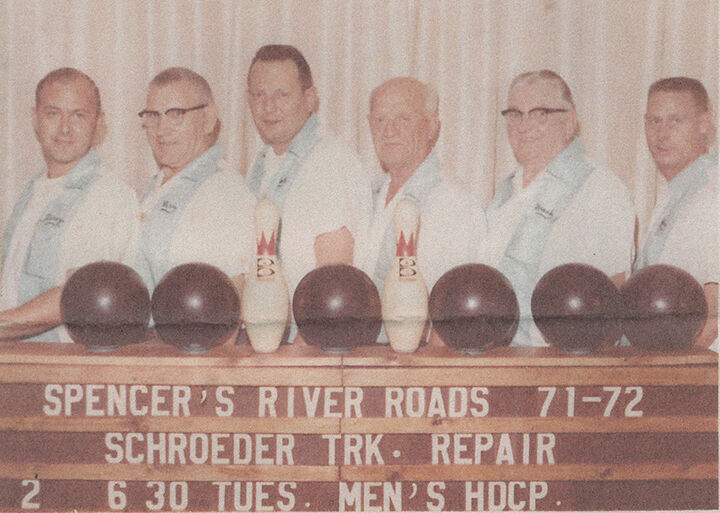 SPENCER'S RIVER ROADS 71-72
SCHROEDER TRK. REPAIR
2 6 30 TUES. MEN'S HDCP.